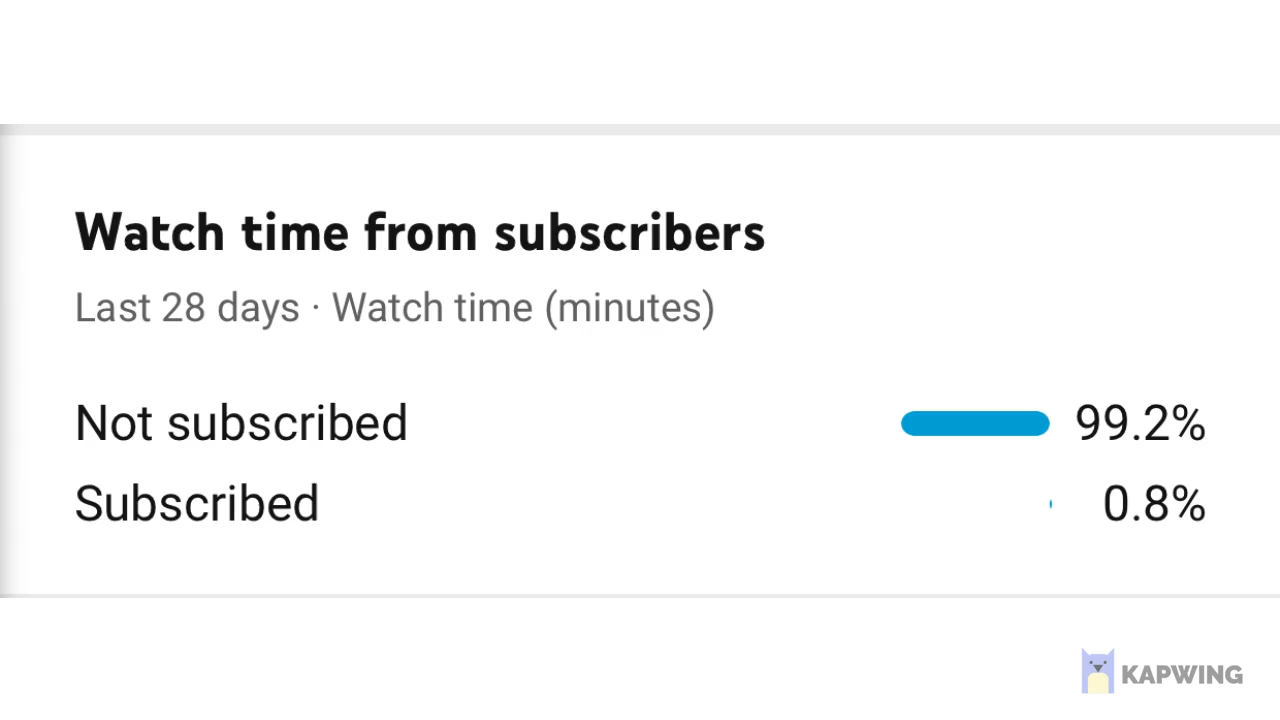 Watch time from subscribers
Last 28 days · Watch time (minutes)
Not subscribed 99.2%
Subscribed 0.8%
KAPWING